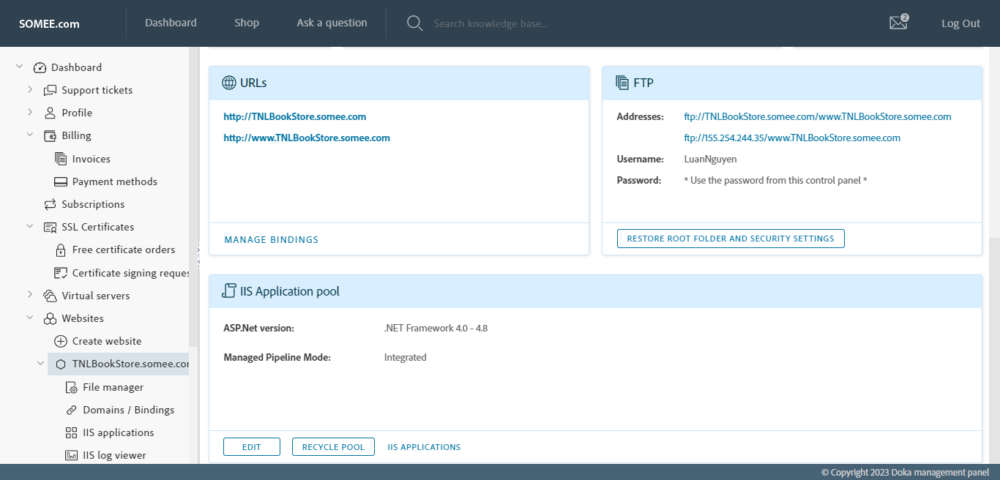 SOMEE.com
Dashboard
Shop
Ask a question
Search knowledge base...
2
Log Out
Dashboard
Support tickets
Profile
Billing
Invoices
Payment methods
Subscriptions
SSL Certificates
Free certificate orders
Certificate signing reques
Virtual servers
Websites
Create website
TNLBookStore.somee.cor
File manager
Domains / Bindings
IIS applications
IIS log viewer
URLs
http://TNLBookStore.somee.com
http://www.TNLBookStore.somee.com
MANAGE BINDINGS
FTP
Addresses: ftp://TNLBookStore.somee.com/www.TNLBookStore.somee.com
ftp://155.254.244.35/www.TNLBookStore.somee.com
Username: LuanNguyen
Password: * Use the password from this control panel *
RESTORE ROOT FOLDER AND SECURITY SETTINGS
IIS Application pool
ASP.Net version: .NET Framework 4.0 - 4.8
Managed Pipeline Mode: Integrated
EDIT
RECYCLE POOL
IIS APPLICATIONS
© Copyright 2023 Doka management panel